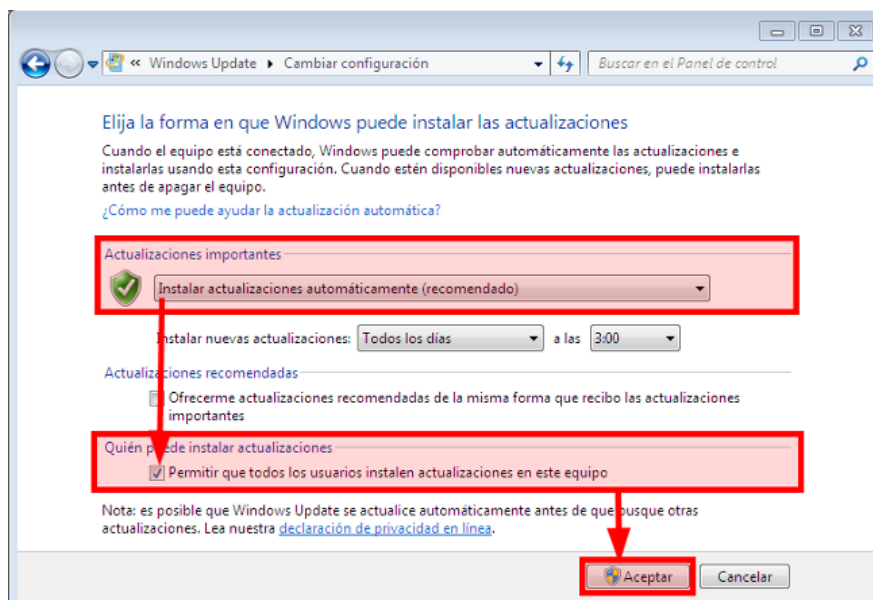 « Windows Update ▸ Cambiar configuración
Buscar en el Panel de control
Elija la forma en que Windows puede instalar las actualizaciones
Cuando el equipo está conectado, Windows puede comprobar automáticamente las actualizaciones e
instalarlas usando esta configuración. Cuando estén disponibles nuevas actualizaciones, puede instalarlas
antes de apagar el equipo.
¿Cómo me puede ayudar la actualización automática?
Actualizaciones importantes
Instalar actualizaciones automáticamente (recomendado)
Instalar nuevas actualizaciones: Todos los días a las 3:00
Actualizaciones recomendadas
Ofrecerme actualizaciones recomendadas de la misma forma que recibo las actualizaciones
importantes
Quién puede instalar actualizaciones
Permitir que todos los usuarios instalen actualizaciones en este equipo
Nota: es posible que Windows Update se actualice automáticamente antes de que busque otras
actualizaciones. Lea nuestra declaración de privacidad en línea.
Aceptar Cancelar